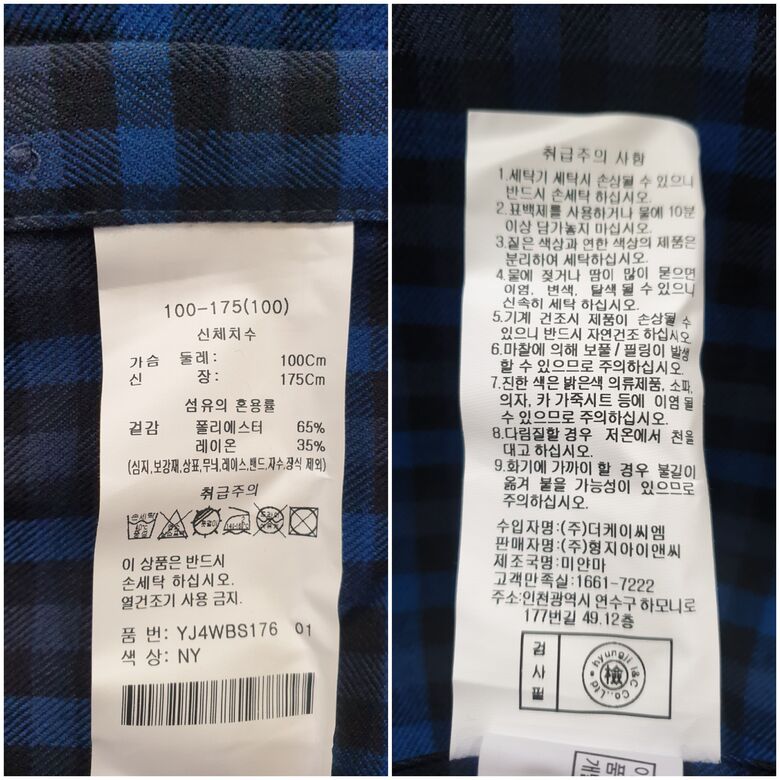 100-175(100)
신체치수
가슴 둘레: 100Cm
신 장: 175Cm
섬유의 혼용률
겉감 폴리에스터 65%
레이온 35%
(심지,보강재,상표,무늬,레이스,밴드,자수,장식 제외)
취급주의
이 상품은 반드시
손세탁 하십시오.
열건조기 사용 금지.
품 번: YJ4WBS176 01
색 상: NY
취급주의 사항
1.세탁기 세탁시 손상될 수 있으니
반드시 손세탁 하십시오.
2.표백제를 사용하거나 물에 10분
이상 담가놓지 마십시오.
3.짙은 색상과 연한 색상의 제품은
분리하여 세탁하십시오.
4.물에 젖거나 땀이 많이 묻으면
이염, 변색, 탈색 될 수 있으니
신속히 세탁 하십시오.
5.기계 건조시 제품이 손상될 수
있으니 반드시 자연건조 하십시오.
6.마찰에 의해 보풀/필링이 발생
할 수 있으므로 주의하십시오.
7.진한 색은 밝은색 의류제품, 소파,
의자, 카 가죽시트 등에 이염 될
수 있으므로 주의하십시오.
8.다림질할 경우 저온에서 천을
대고 하십시오.
9.화기에 가까이 할 경우 불길이
옮겨 붙을 가능성이 있으므로
주의하십시오.
수입자명:(주)더케이씨엠
판매자명:(주)형지아이앤씨
제조국명:미얀마
고객만족실:1661-7222
주소:인천광역시 연수구 하모니로
177번길 49.12층
검사필
hyungji I&C Co.,Ltd
檢